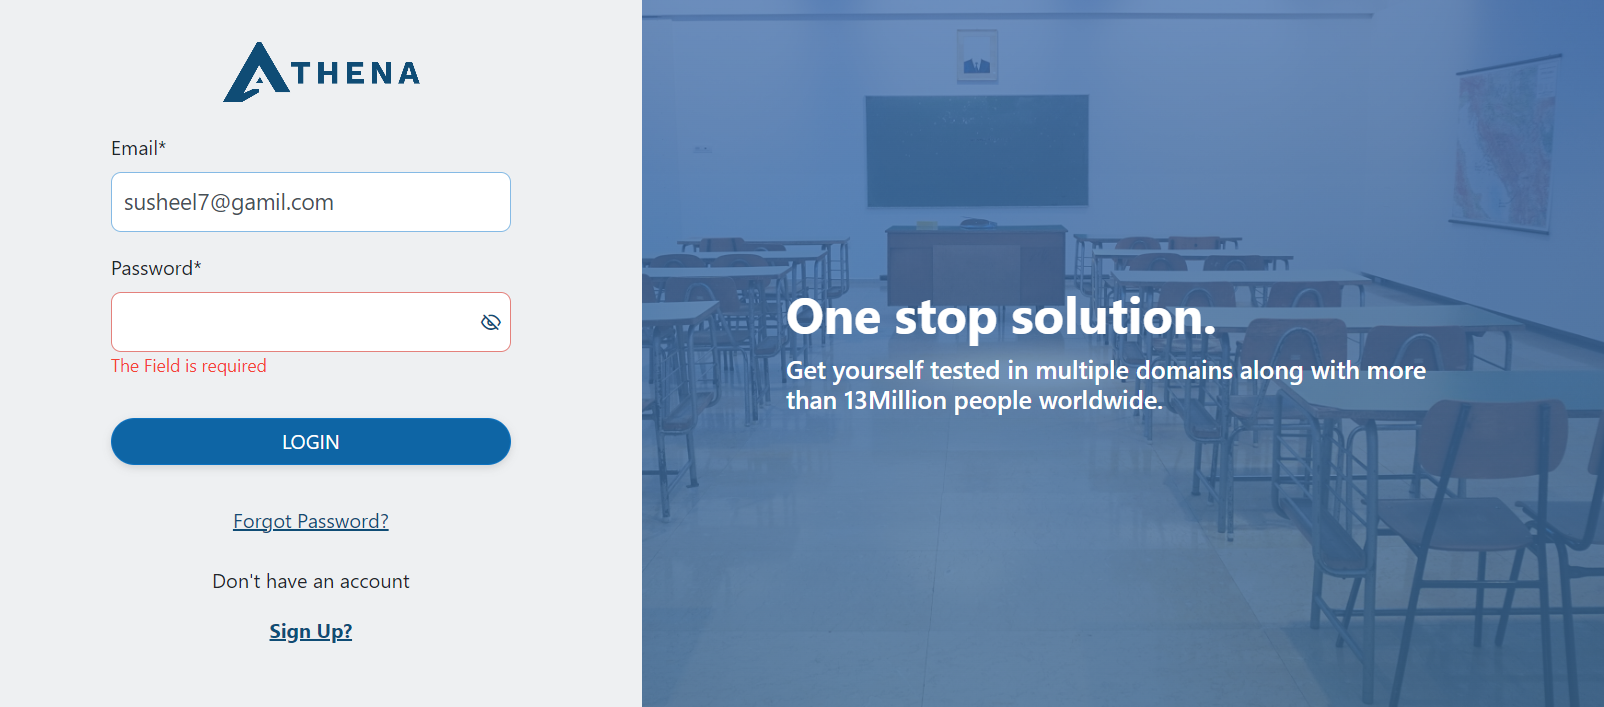 ATHENA
Email*
susheel7@gamil.com
Password*
The Field is required
LOGIN
Forgot Password?
Don't have an account
Sign Up?
One stop solution.
Get yourself tested in multiple domains along with more
than 13Million people worldwide.